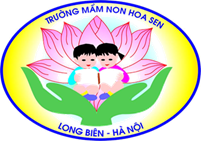 TRƯỜNG MẦM NON HOA SEN
LONG BIÊN - HÀ NỘI